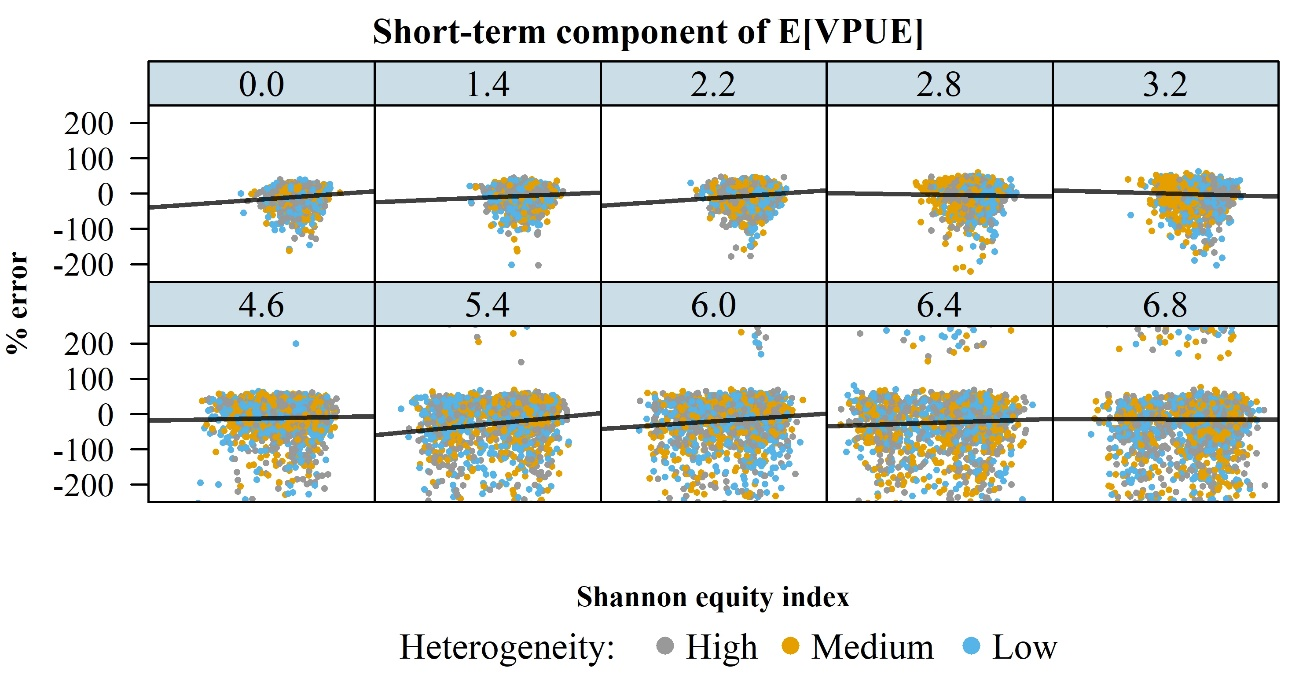 Short-term component of E[VPUE]
0.0 1.4 2.2 2.8 3.2
200
100
0
-100
-200
4.6 5.4 6.0 6.4 6.8
200
100
0
-100
-200
% error
Shannon equity index
Heterogeneity: High Medium Low